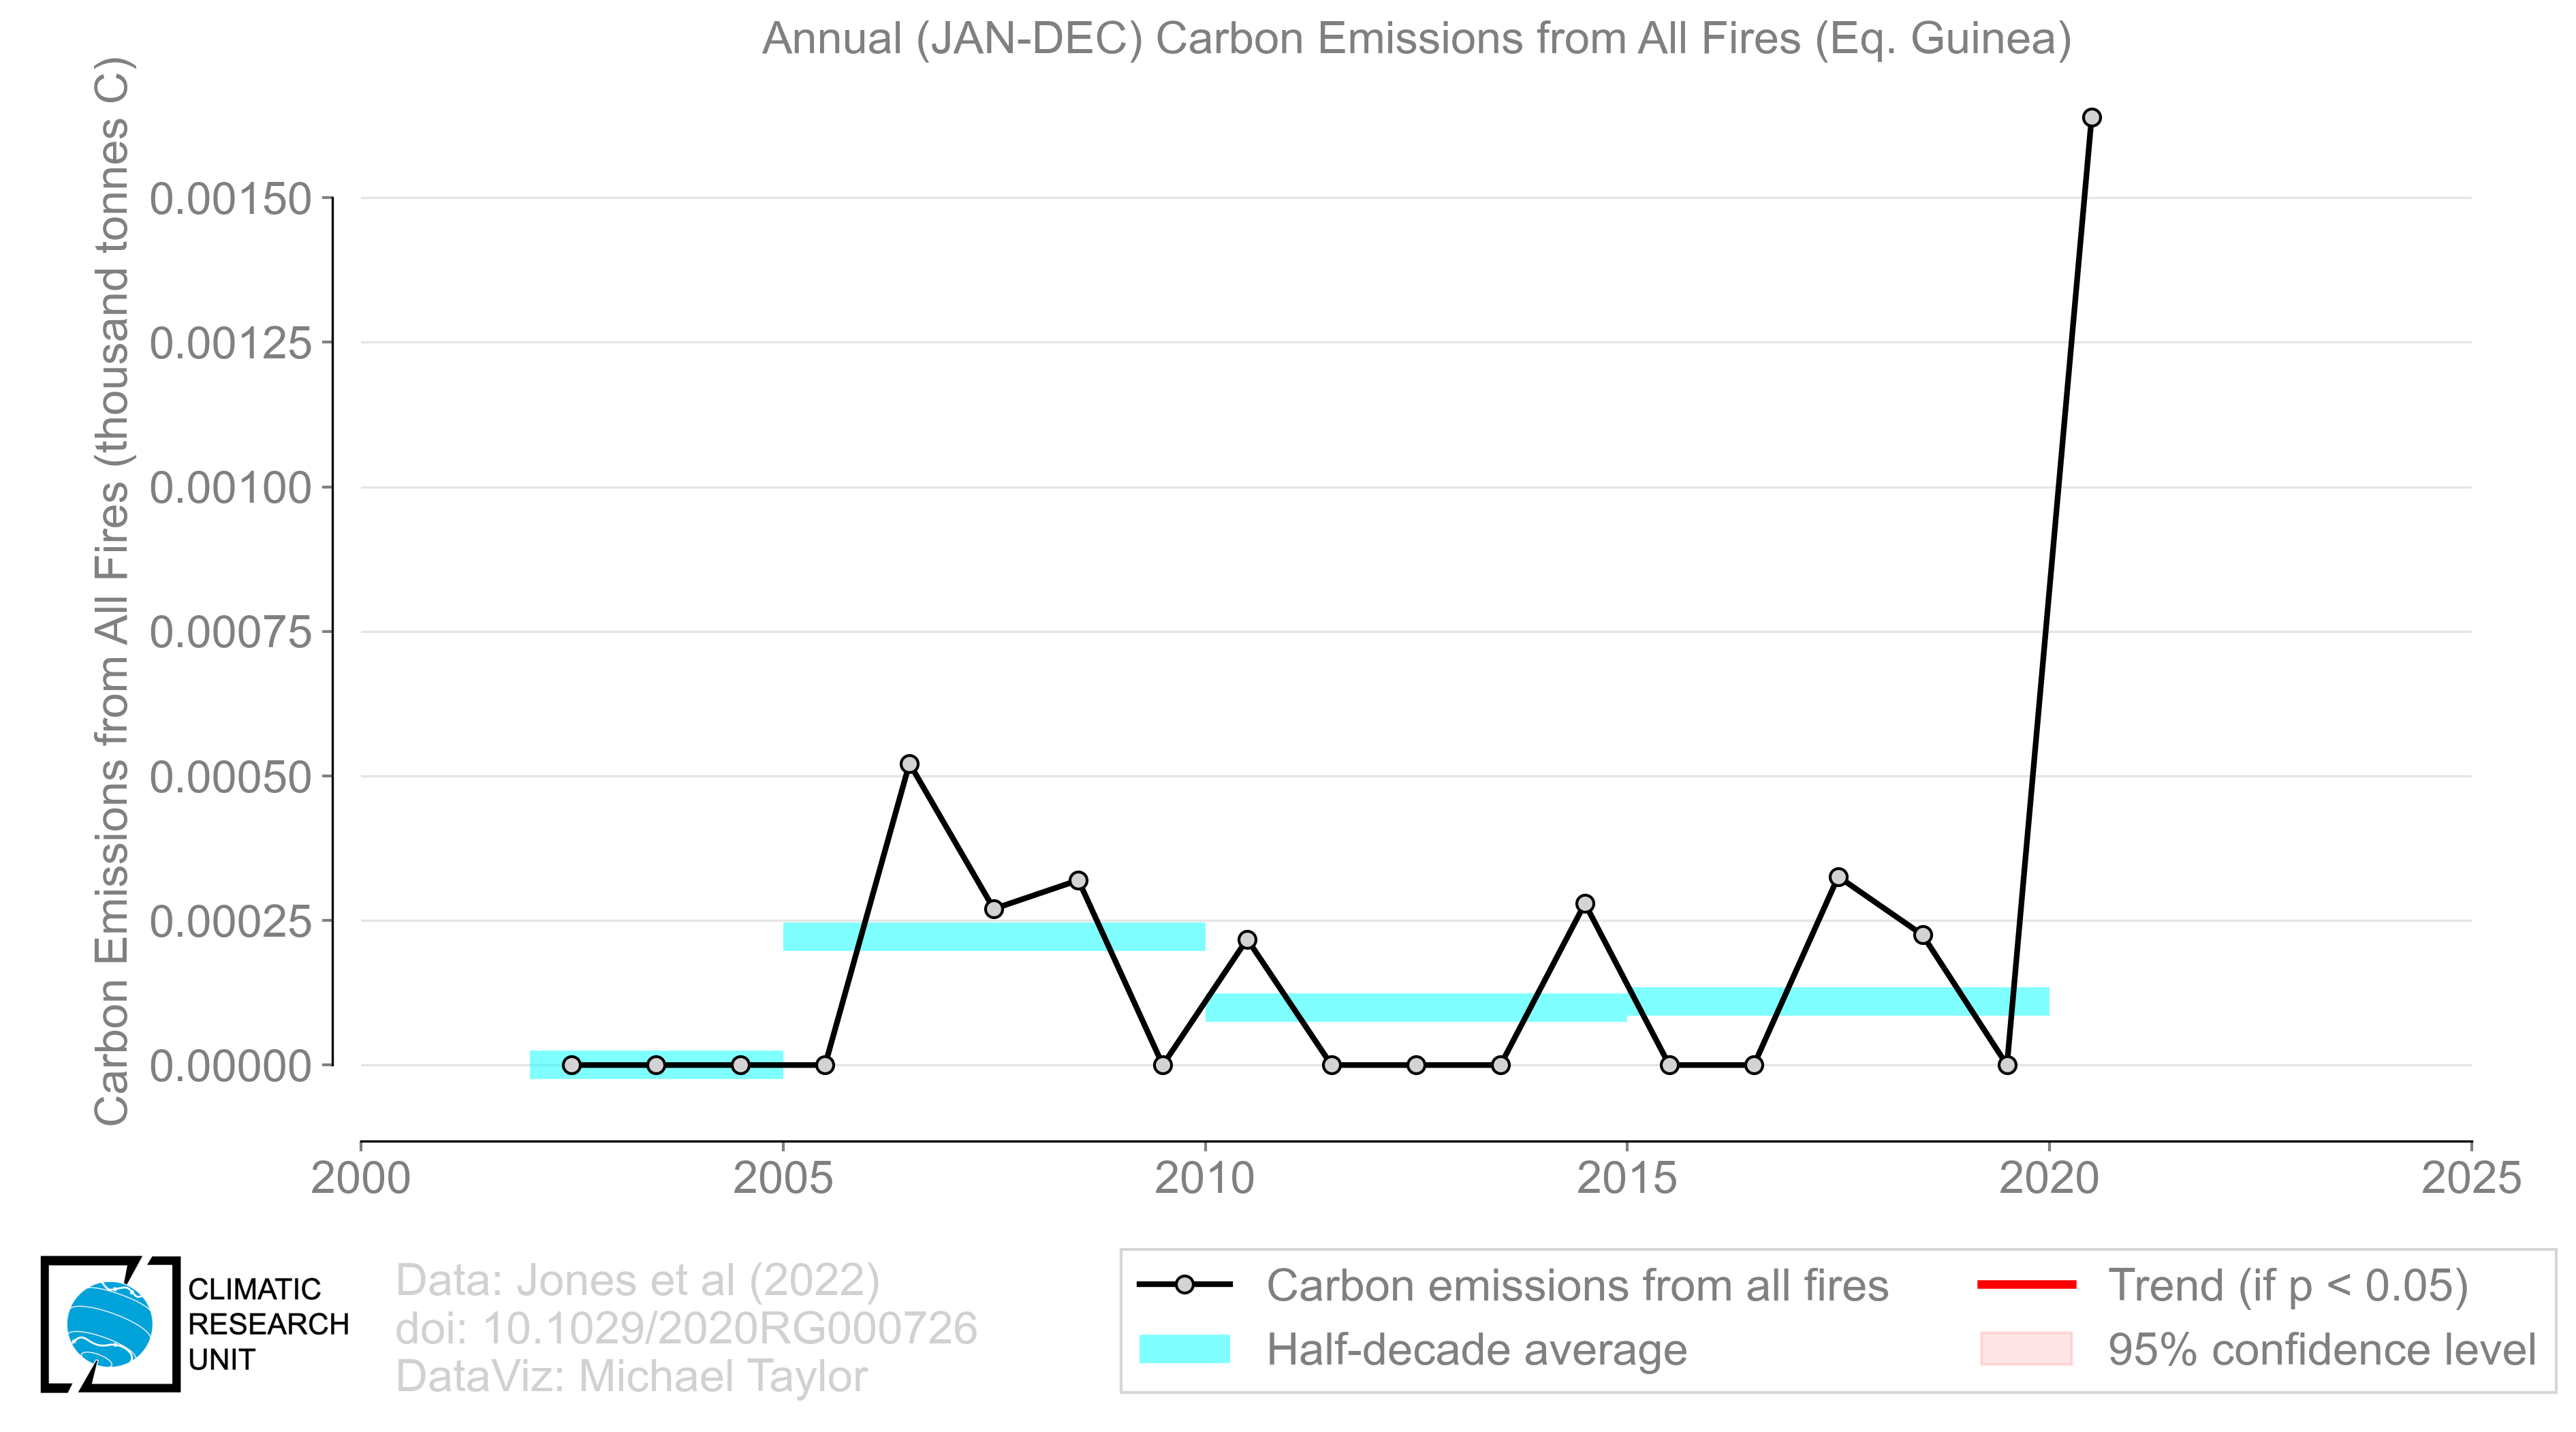 Annual (JAN-DEC) Carbon Emissions from All Fires (Eq. Guinea)
Carbon Emissions from All Fires (thousand tonnes C)
0.00150
0.00125
0.00100
0.00075
0.00050
0.00025
0.00000
2000
2005
2010
2015
2020
2025
CLIMATIC
RESEARCH
UNIT
Data: Jones et al (2022)
doi: 10.1029/2020RG000726
DataViz: Michael Taylor
Carbon emissions from all fires
Half-decade average
Trend (if p < 0.05)
95% confidence level